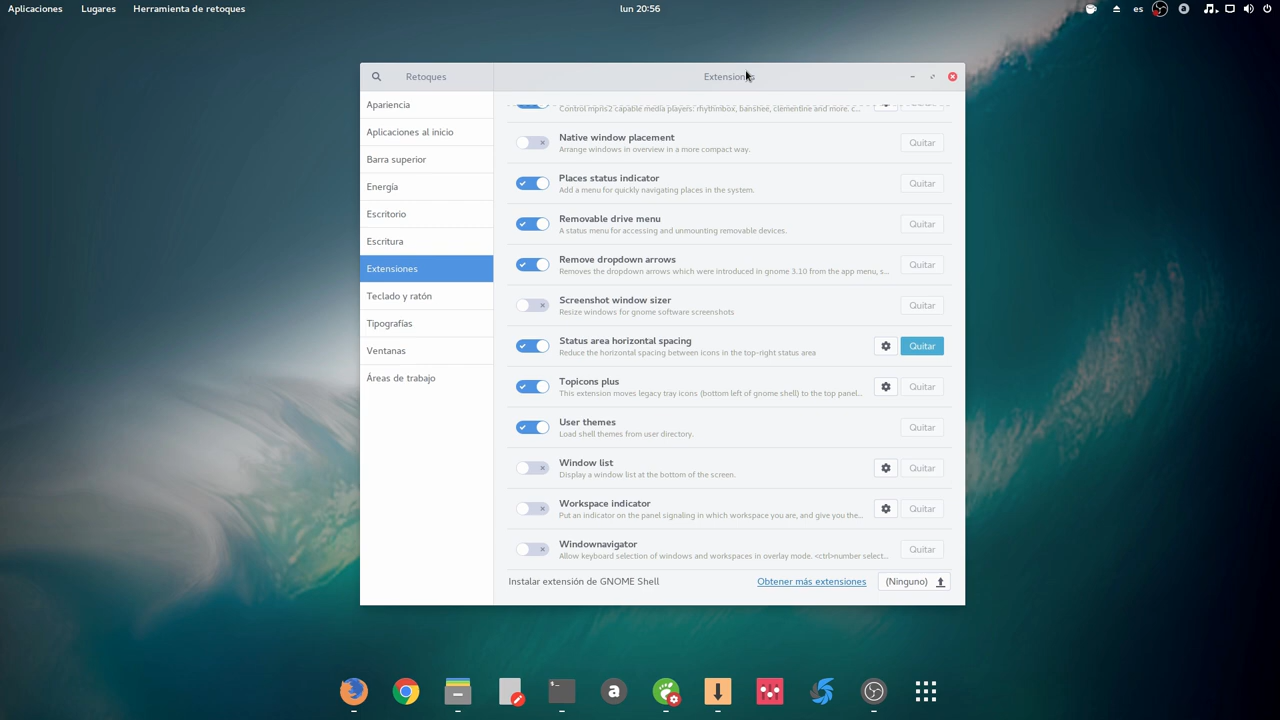 Aplicaciones Lugares Herramienta de retoques lun 20:56 es
Retoques Extensiones
Apariencia
Aplicaciones al inicio
Barra superior
Energía
Escritorio
Escritura
Extensiones
Teclado y ratón
Tipografías
Ventanas
Áreas de trabajo
Control mpris2 capable media players: rhythmbox, banshee, clementine and more. c...
Native window placement
Arrange windows in overview in a more compact way.
Quitar
Places status indicator
Add a menu for quickly navigating places in the system.
Quitar
Removable drive menu
A status menu for accessing and unmounting removable devices.
Quitar
Remove dropdown arrows
Removes the dropdown arrows which were introduced in gnome 3.10 from the app menu, s...
Quitar
Screenshot window sizer
Resize windows for gnome software screenshots
Quitar
Status area horizontal spacing
Reduce the horizontal spacing between icons in the top-right status area
Quitar
Topicons plus
This extension moves legacy tray icons (bottom left of gnome shell) to the top panel...
Quitar
User themes
Load shell themes from user directory.
Quitar
Window list
Display a window list at the bottom of the screen.
Quitar
Workspace indicator
Put an indicator on the panel signaling in which workspace you are, and give you the...
Quitar
Windownavigator
Allow keyboard selection of windows and workspaces in overlay mode. <ctrl>number select...
Quitar
Instalar extensión de GNOME Shell Obtener más extensiones (Ninguno)
a